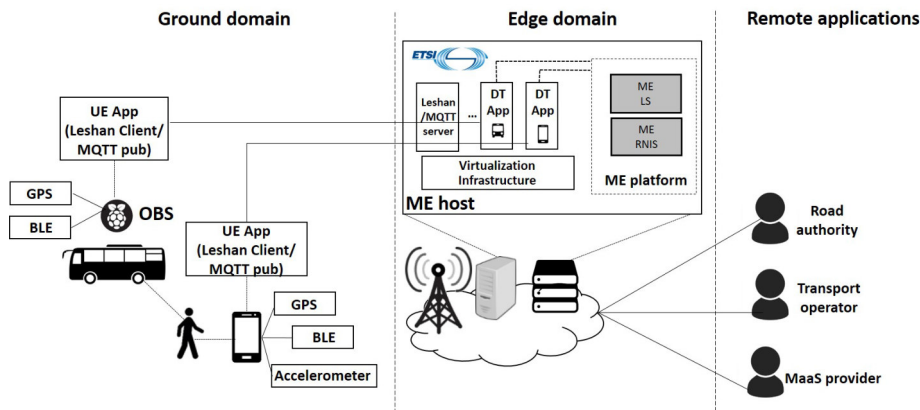 Ground domain
Edge domain
Remote applications
ETSI
UE App
(Leshan Client/
MQTT pub)
GPS
BLE
OBS
UE App
(Leshan Client/
MQTT pub)
GPS
BLE
Accelerometer
Leshan
/MQTT
server
...
DT
App
DT
App
Virtualization
Infrastructure
ME
LS
ME
RNIS
ME platform
ME host
Road
authority
Transport
operator
MaaS provider